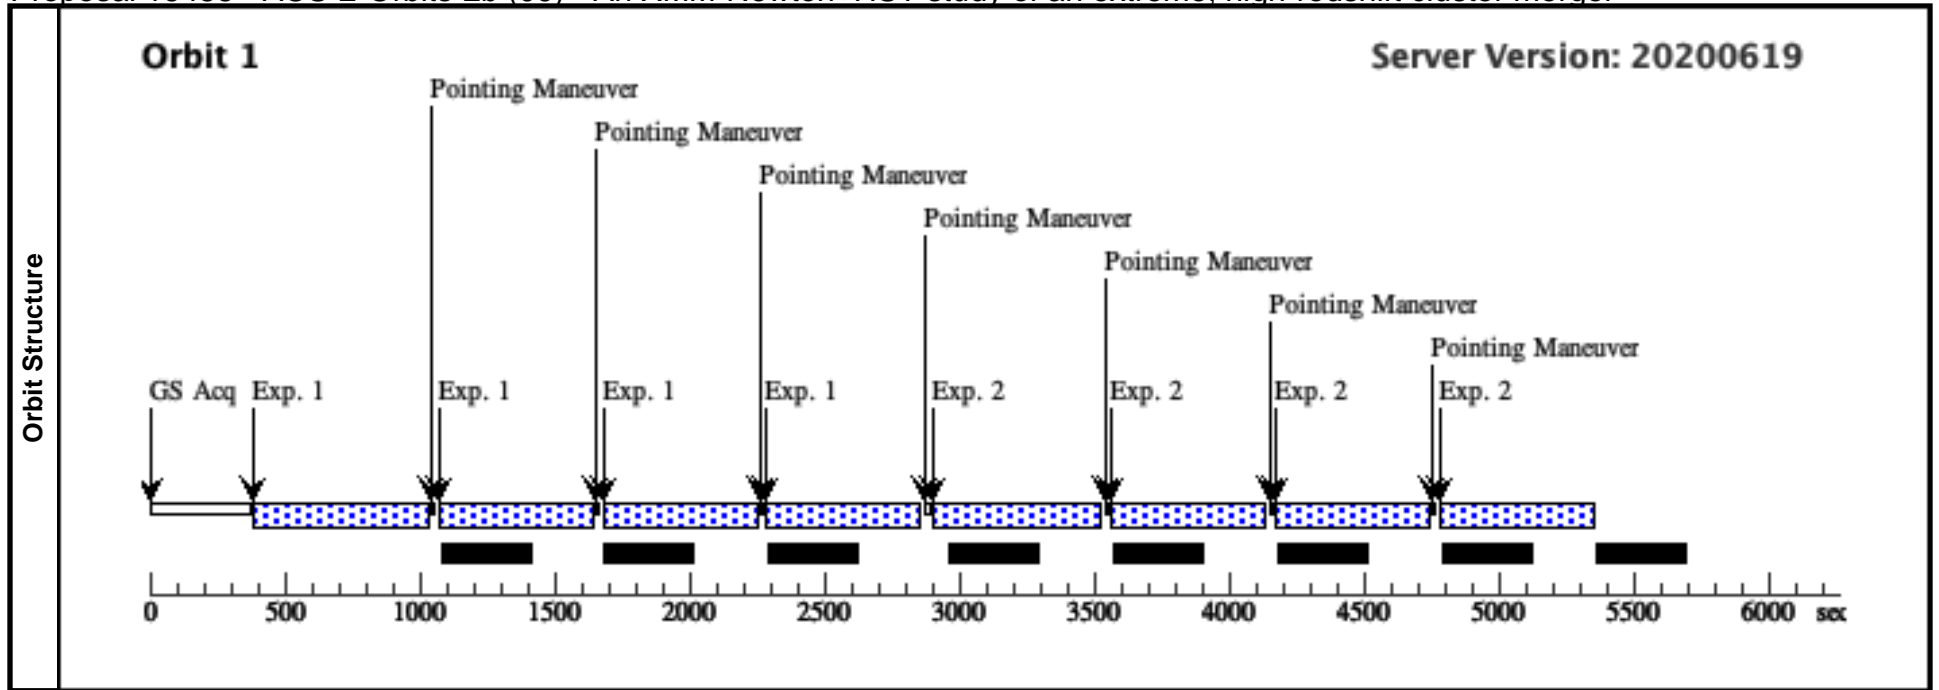 Orbit 1
Server Version: 20200619
Pointing Maneuver
Pointing Maneuver
Pointing Maneuver
Pointing Maneuver
Pointing Maneuver
Pointing Maneuver
Pointing Maneuver
Orbit Structure
GS Acq Exp. 1 Exp. 1 Exp. 1 Exp. 1 Exp. 2 Exp. 2 Exp. 2 Exp. 2
0 500 1000 1500 2000 2500 3000 3500 4000 4500 5000 5500 6000 sec